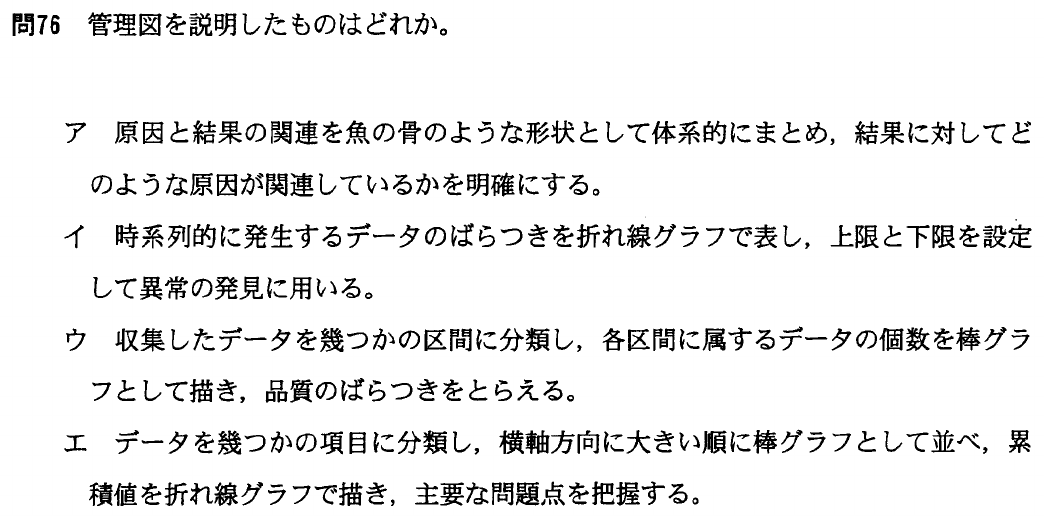 問76　管理図を説明したものはどれか。
ア　原因と結果の関連を魚の骨のような形状として体系的にまとめ，結果に対してど
のような原因が関連しているかを明確にする。
イ　時系列的に発生するデータのばらつきを折れ線グラフで表し，上限と下限を設定
して異常の発見に用いる。
ウ　収集したデータを幾つかの区間に分類し，各区間に属するデータの個数を棒グラ
フとして描き，品質のばらつきをとらえる。
エ　データを幾つかの項目に分類し，横軸方向に大きい順に棒グラフとして並べ，累
積値を折れ線グラフで描き，主要な問題点を把握する。